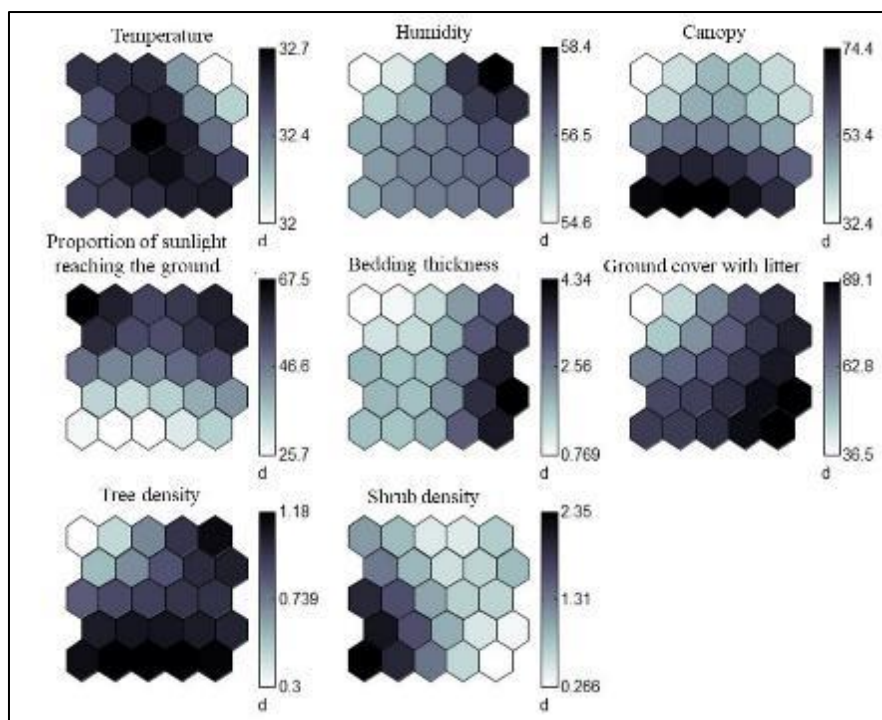 Temperature
32.7
32.4
32
d
Humidity
58.4
56.5
54.6
d
Canopy
74.4
53.4
32.4
d
Proportion of sunlight
reaching the ground
67.5
46.6
25.7
d
Bedding thickness
4.34
2.56
0.769
d
Ground cover with litter
89.1
62.8
36.5
d
Tree density
1.18
0.739
0.3
d
Shrub density
2.35
1.31
0.266
d